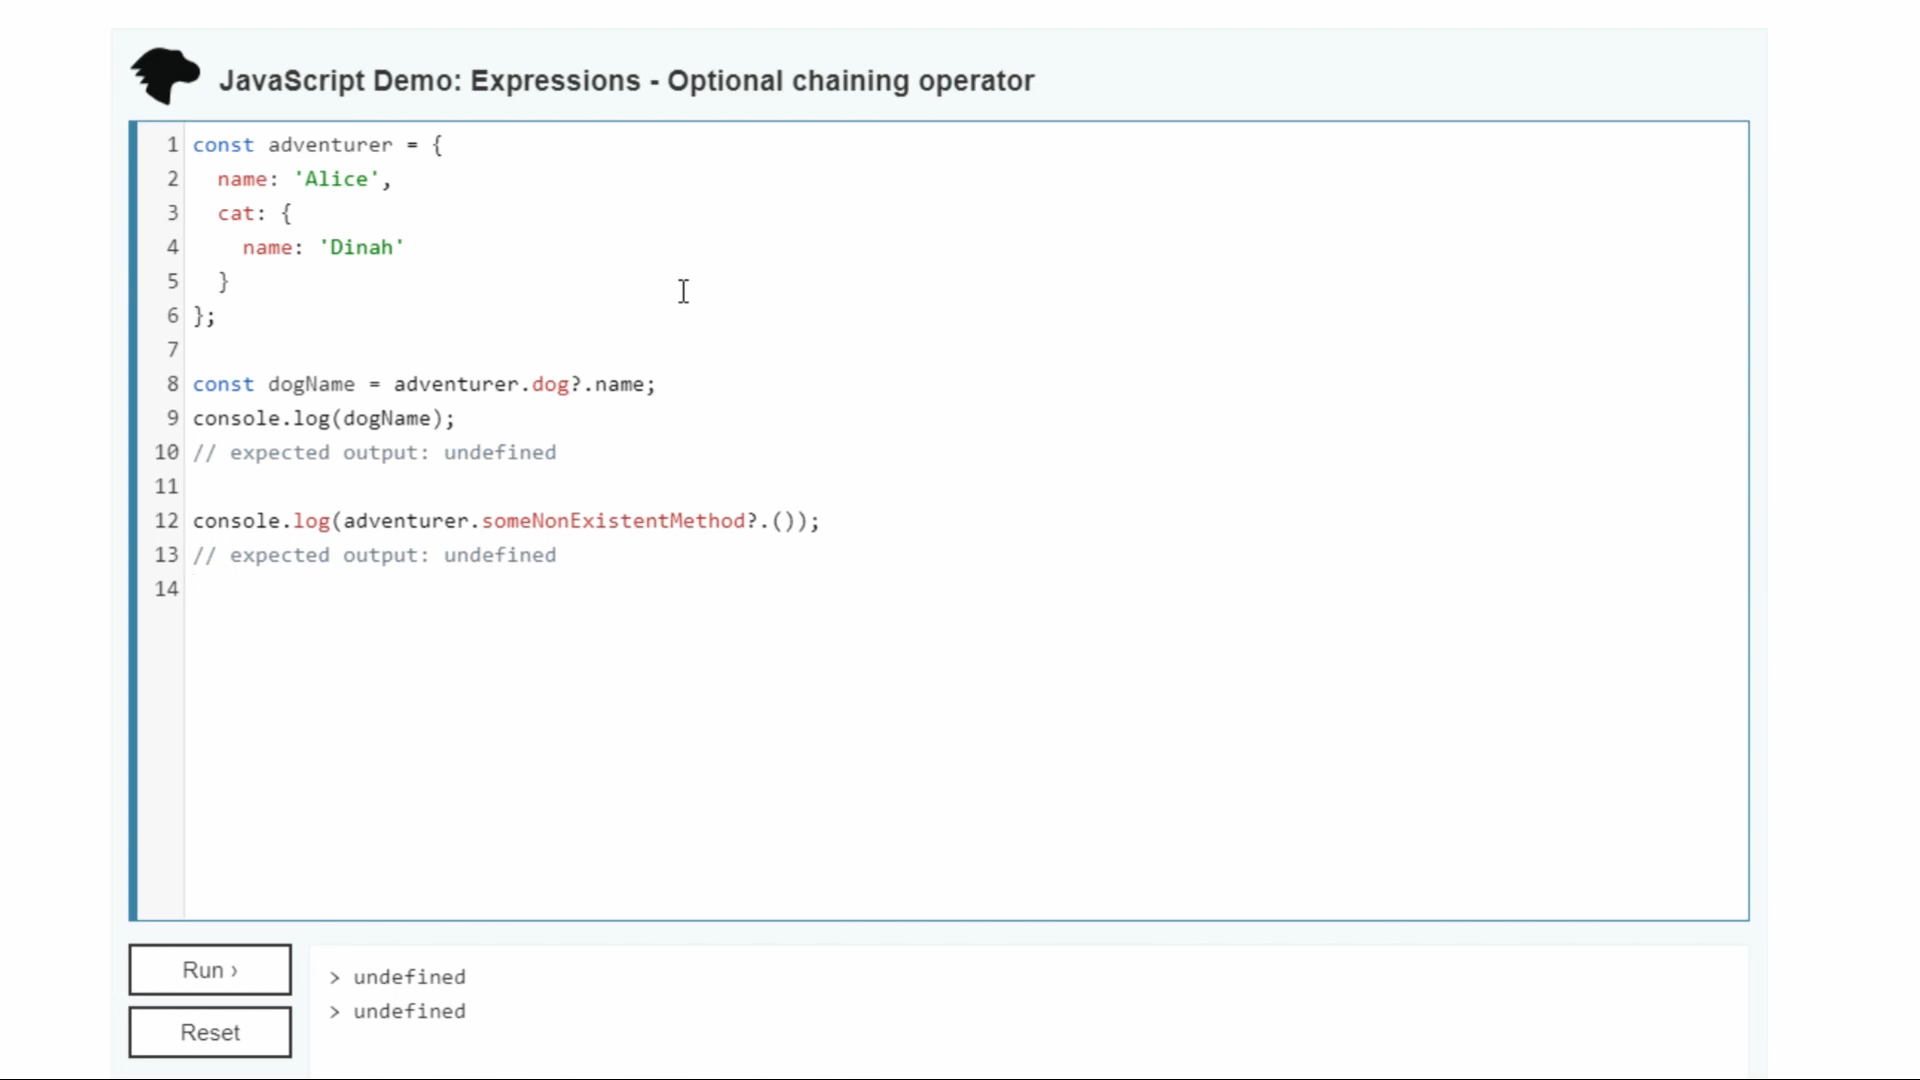 JavaScript Demo: Expressions - Optional chaining operator
1 const adventurer = {
2   name: 'Alice',
3   cat: {
4     name: 'Dinah'
5   }
6 };
7
8 const dogName = adventurer.dog?.name;
9 console.log(dogName);
10 // expected output: undefined
11
12 console.log(adventurer.someNonExistentMethod?.());
13 // expected output: undefined
14
Run ›
> undefined
> undefined
Reset